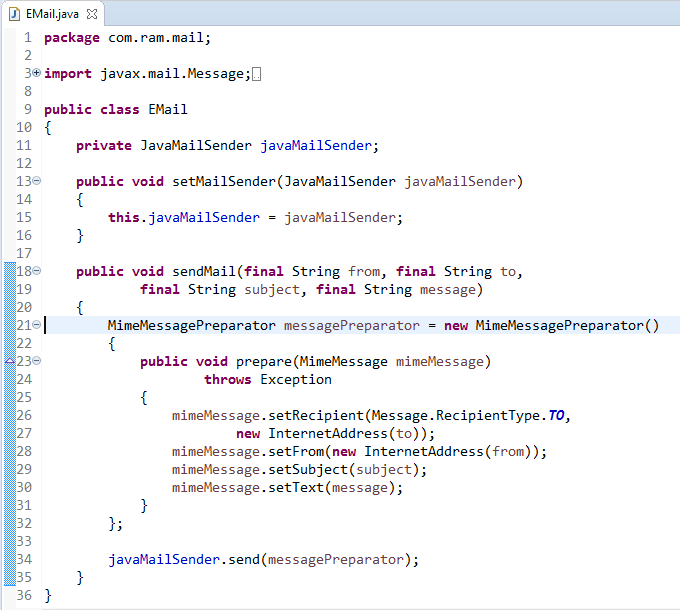 EMail.java
1 package com.ram.mail;
2
3 import javax.mail.Message;
8
9 public class EMail
10 {
11     private JavaMailSender javaMailSender;
12
13     public void setMailSender(JavaMailSender javaMailSender)
14     {
15         this.javaMailSender = javaMailSender;
16     }
17
18     public void sendMail(final String from, final String to,
19             final String subject, final String message)
20     {
21         MimeMessagePreparator messagePreparator = new MimeMessagePreparator()
22         {
23             public void prepare(MimeMessage mimeMessage)
24                     throws Exception
25             {
26                 mimeMessage.setRecipient(Message.RecipientType.TO,
27                         new InternetAddress(to));
28                 mimeMessage.setFrom(new InternetAddress(from));
29                 mimeMessage.setSubject(subject);
30                 mimeMessage.setText(message);
31             }
32         };
33
34         javaMailSender.send(messagePreparator);
35     }
36 }